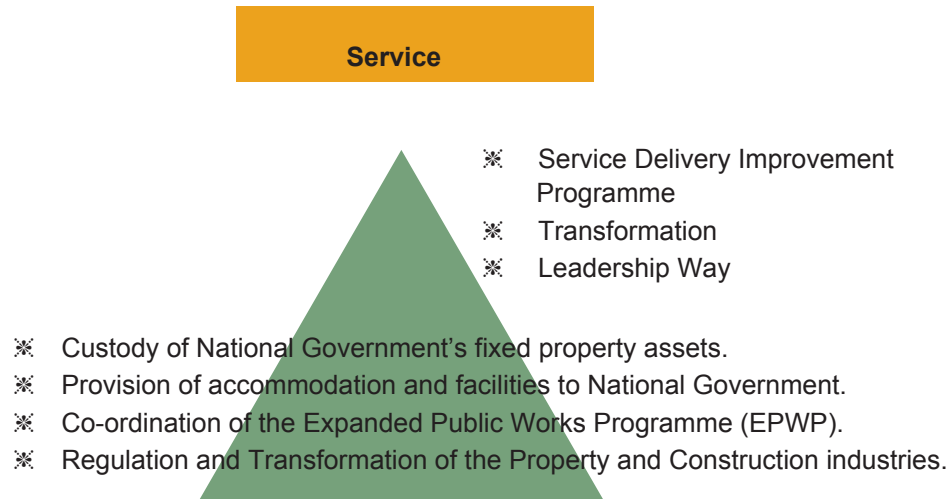 Service
※ Service Delivery Improvement
Programme
※ Transformation
※ Leadership Way
※ Custody of National Government’s fixed property assets.
※ Provision of accommodation and facilities to National Government.
※ Co-ordination of the Expanded Public Works Programme (EPWP).
※ Regulation and Transformation of the Property and Construction industries.